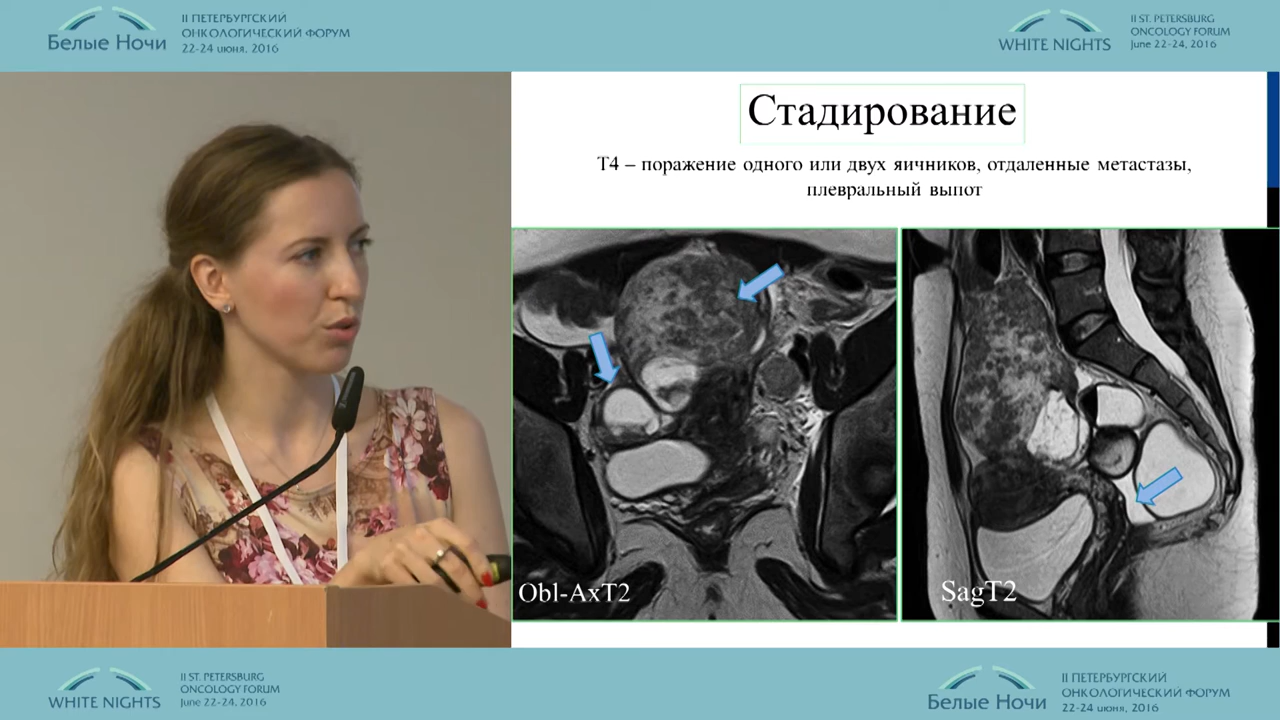 Белые Ночи
II ПЕТЕРБУРГСКИЙ
ОНКОЛОГИЧЕСКИЙ ФОРУМ
22-24 июня, 2016
WHITE NIGHTS
II ST. PETERSBURG
ONCOLOGY FORUM
June 22-24, 2016
Стадирование
T4 – поражение одного или двух яичников, отдаленные метастазы,
плевральный выпот
Obl-AxT2
SagT2
WHITE NIGHTS
II ST. PETERSBURG
ONCOLOGY FORUM
June 22-24, 2016
Белые Ночи
II ПЕТЕРБУРГСКИЙ
ОНКОЛОГИЧЕСКИЙ ФОРУМ
22-24 июня, 2016